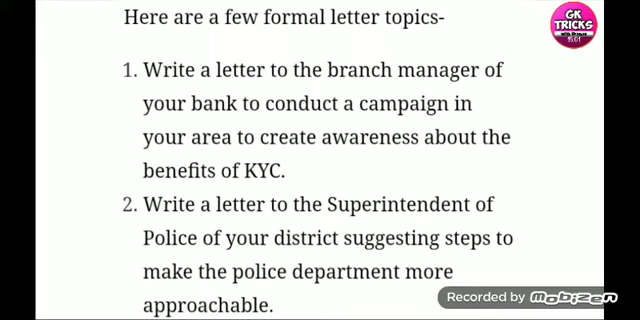 Here are a few formal letter topics-
GK
TRICKS
1. Write a letter to the branch manager of
your bank to conduct a campaign in
your area to create awareness about the
benefits of KYC.
2. Write a letter to the Superintendent of
Police of your district suggesting steps to
make the police department more
approachable.
Recorded by Mobizen